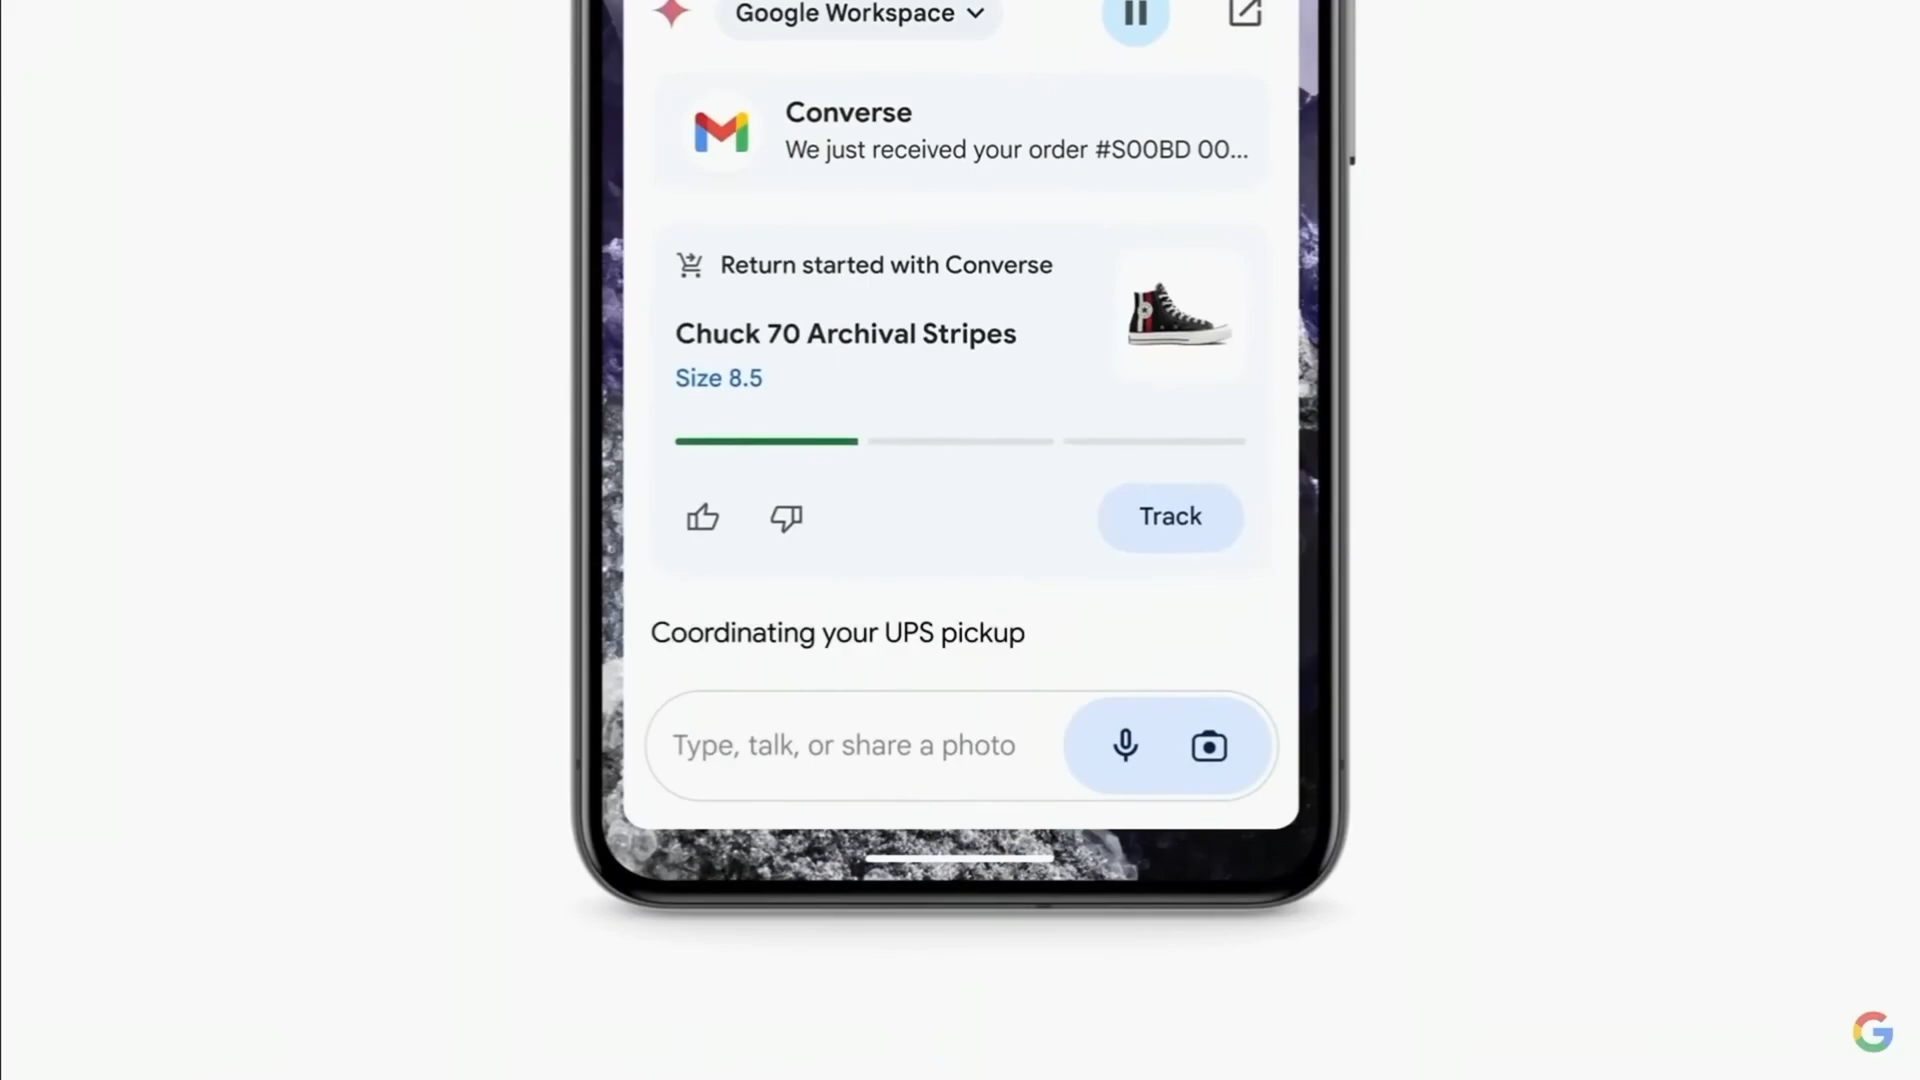 Google Workspace
Converse
We just received your order #S00BD 00...
Return started with Converse
Chuck 70 Archival Stripes
Size 8.5
Track
Coordinating your UPS pickup
Type, talk, or share a photo